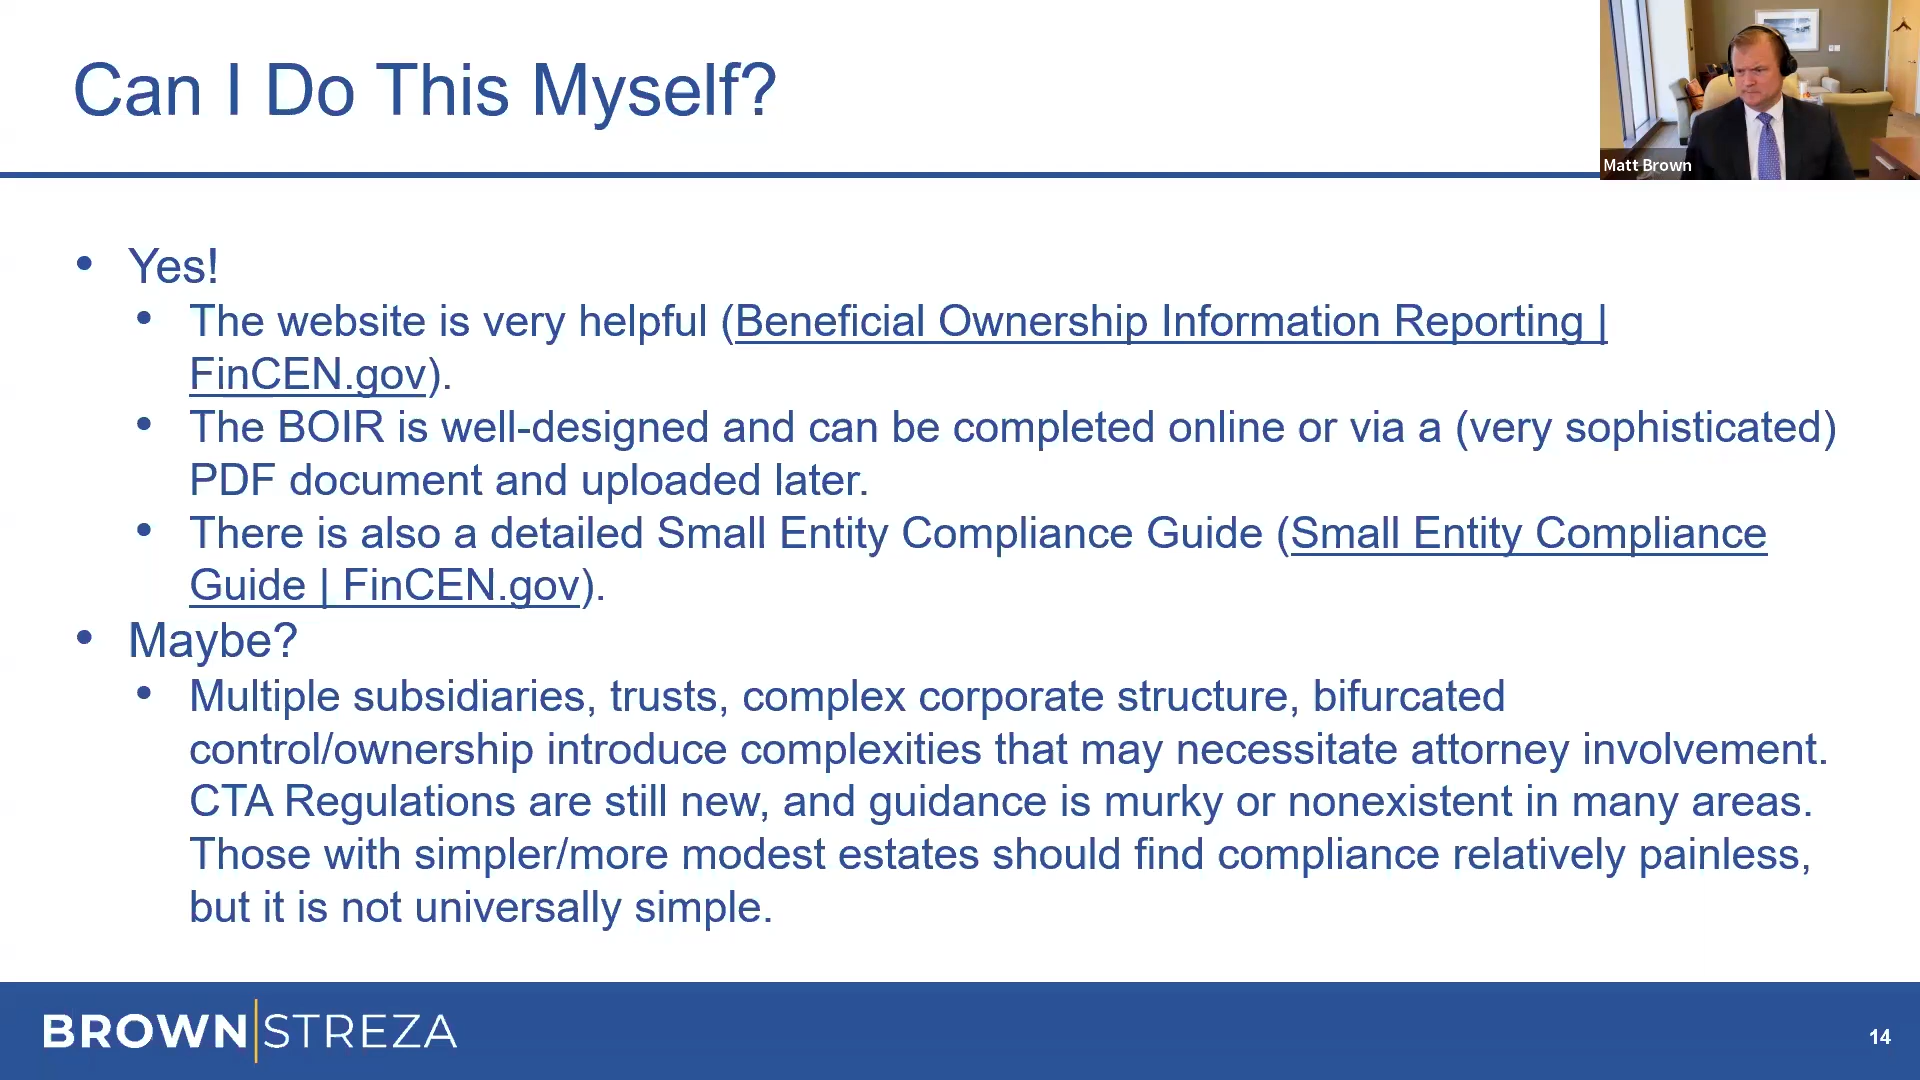 Can I Do This Myself?
Matt Brown
• Yes!
• The website is very helpful (Beneficial Ownership Information Reporting |
FinCEN.gov).
• The BOIR is well-designed and can be completed online or via a (very sophisticated)
PDF document and uploaded later.
• There is also a detailed Small Entity Compliance Guide (Small Entity Compliance
Guide | FinCEN.gov).
• Maybe?
• Multiple subsidiaries, trusts, complex corporate structure, bifurcated
control/ownership introduce complexities that may necessitate attorney involvement.
CTA Regulations are still new, and guidance is murky or nonexistent in many areas.
Those with simpler/more modest estates should find compliance relatively painless,
but it is not universally simple.
BROWN|STREZA
14